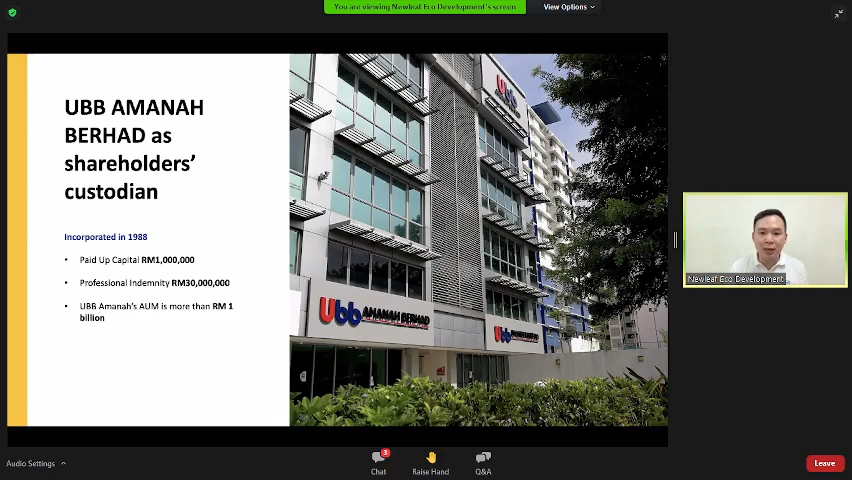 You are viewing Newleaf Eco Development's screen
View Options
UBB AMANAH
BERHAD as
shareholders'
custodian
Incorporated in 1988
• Paid Up Capital RM1,000,000
• Professional Indemnity RM30,000,000
• UBB Amanah's AUM is more than RM 1
billion
Ubb
Ubb AMANAH BERHAD
Ubb AMANAH BERHAD
Newleaf Eco Development
Audio Settings
3
Chat
Raise Hand
Q&A
Leave